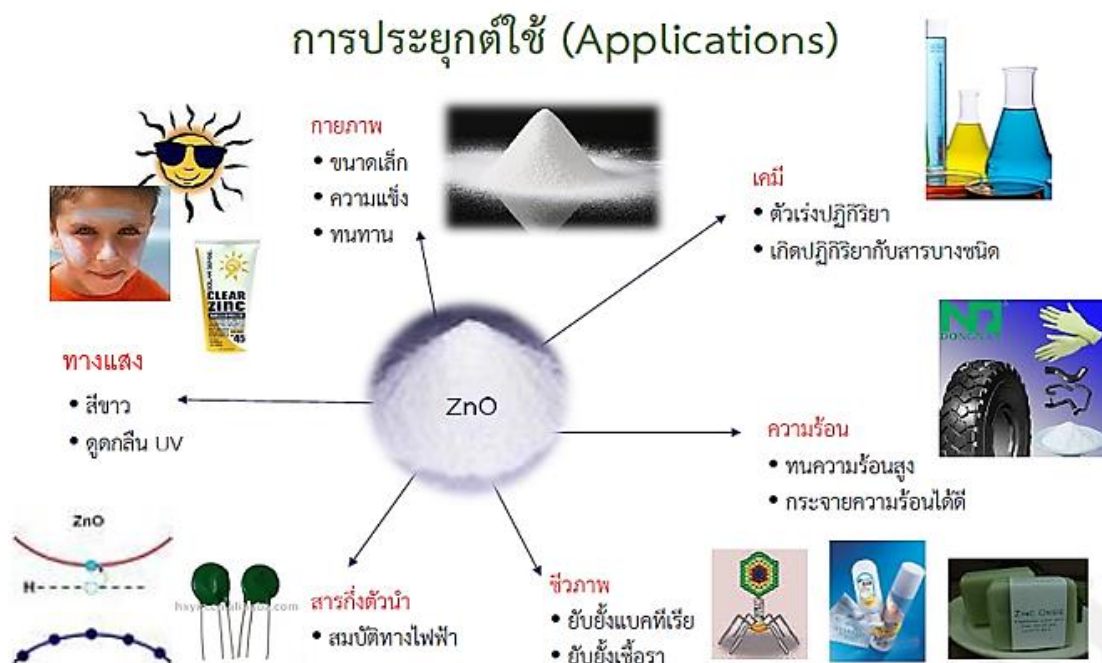 การประยุกต์ใช้ (Applications)
กายภาพ
• ขนาดเล็ก
• ความแข็ง
• ทนทาน
เคมี
• ตัวเร่งปฏิกิริยา
• เกิดปฏิกิริยากับสารบางชนิด
CLEAR
ZINC
45
ทางแสง
• สีขาว
• ดูดกลืน UV
ZnO
ความร้อน
• ทนความร้อนสูง
• กระจายความร้อนได้ดี
ZnO
H
สารกึ่งตัวนำ
• สมบัติทางไฟฟ้า
ชีวภาพ
• ยับยั้งแบคทีเรีย
• ยับยั้งเชื้อรา
ZINC OXIDE